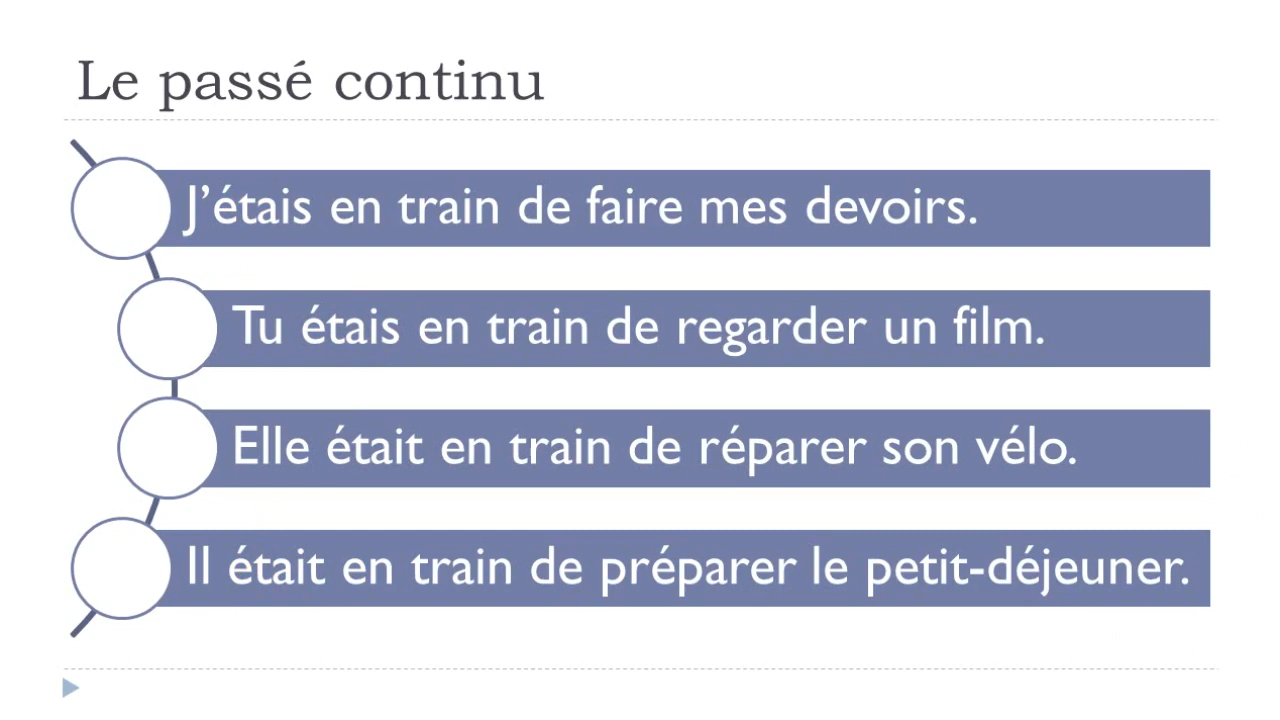 Le passé continu
J’étais en train de faire mes devoirs.
Tu étais en train de regarder un film.
Elle était en train de réparer son vélo.
Il était en train de préparer le petit-déjeuner.